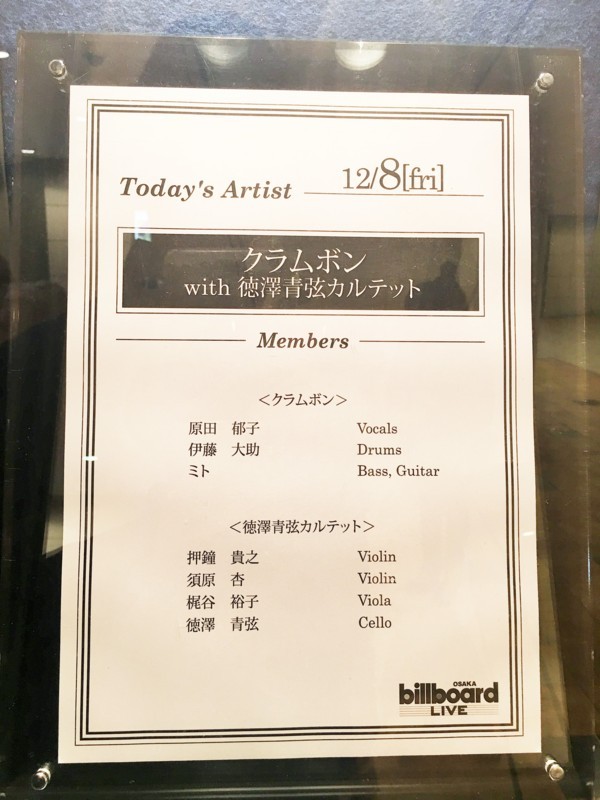 Today's Artist 12/8[fri]
クラムボン
with 徳澤青弦カルテット
Members
＜クラムボン＞
原田 郁子 Vocals
伊藤 大助 Drums
ミト Bass, Guitar
＜徳澤青弦カルテット＞
押鐘 貴之 Violin
須原 杏 Violin
梶谷 裕子 Viola
徳澤 青弦 Cello
OSAKA
billboard
LIVE